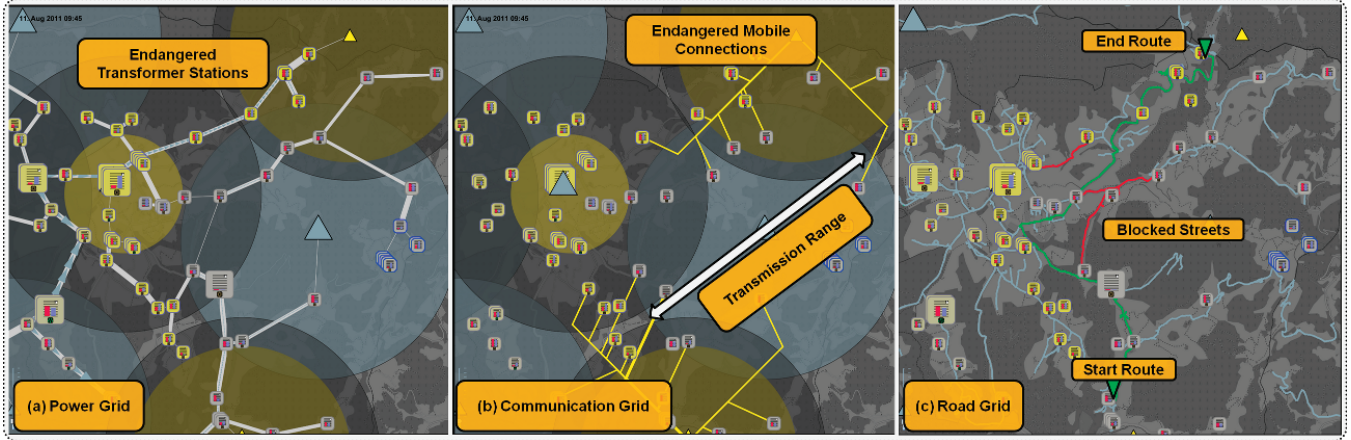 11. Aug 2011 09:45
Endangered
Transformer Stations
(a) Power Grid
11. Aug 2011 09:45
Endangered Mobile
Connections
Transmission Range
(b) Communication Grid
End Route
Blocked Streets
Start Route
(c) Road Grid